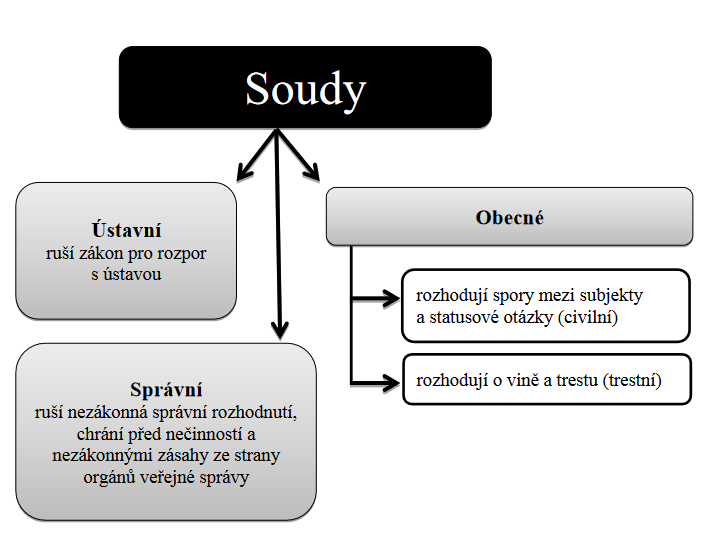 Soudy
Ústavní
ruší zákon pro rozpor
s ústavou
Obecné
rozhodují spory mezi subjekty
a statusové otázky (civilní)
rozhodují o vině a trestu (trestní)
Správní
ruší nezákonná správní rozhodnutí,
chrání před nečinností a
nezákonnými zásahy ze strany
orgánů veřejné správy